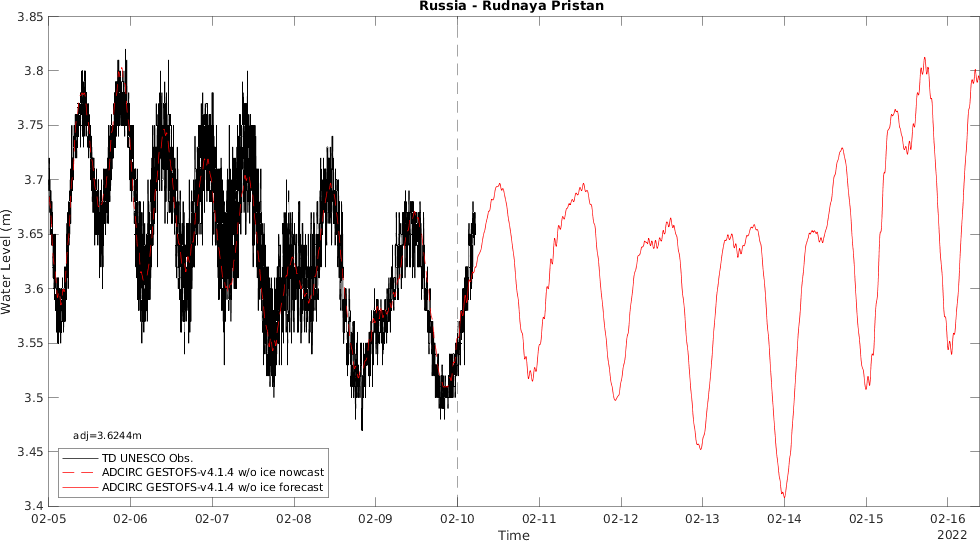 Russia - Rudnaya Pristan
3.85
3.8
3.75
3.7
3.65
3.6
3.55
3.5
3.45
3.4
Water Level (m)
adj=3.6244m
TD UNESCO Obs.
ADCIRC GESTOFS-v4.1.4 w/o ice nowcast
ADCIRC GESTOFS-v4.1.4 w/o ice forecast
02-05 02-06 02-07 02-08 02-09 02-10 02-11 02-12 02-13 02-14 02-15 02-16
Time
2022